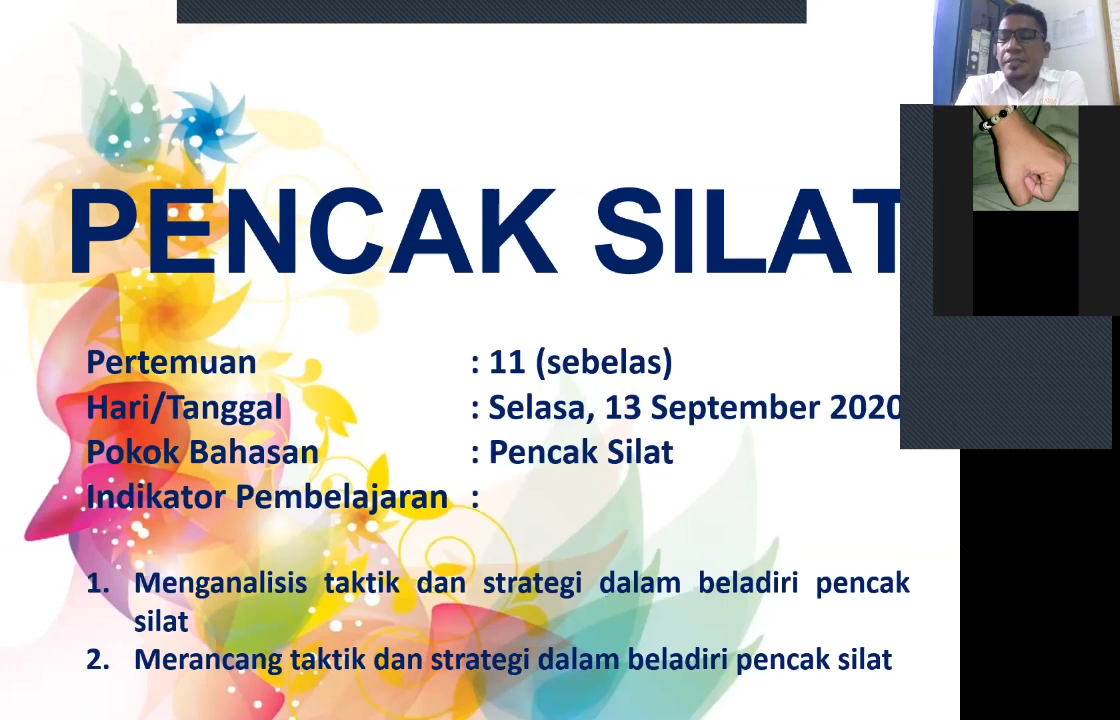 PENCAK SILAT
Pertemuan : 11 (sebelas)
Hari/Tanggal : Selasa, 13 September 2020
Pokok Bahasan : Pencak Silat
Indikator Pembelajaran :
1. Menganalisis taktik dan strategi dalam beladiri pencak
silat
2. Merancang taktik dan strategi dalam beladiri pencak silat